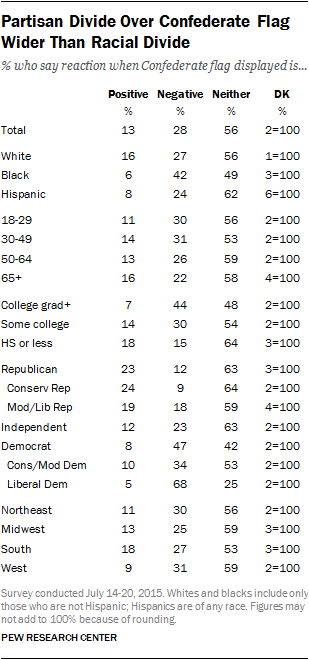 Partisan Divide Over Confederate Flag
Wider Than Racial Divide
% who say reaction when Confederate flag displayed is...
Positive Negative Neither DK
% % % %
Total 13 28 56 2=100
White 16 27 56 1=100
Black 6 42 49 3=100
Hispanic 8 24 62 6=100
18-29 11 30 56 2=100
30-49 14 31 53 2=100
50-64 13 26 59 2=100
65+ 16 22 58 4=100
College grad+ 7 44 48 2=100
Some college 14 30 54 2=100
HS or less 18 15 64 3=100
Republican 23 12 63 3=100
Conserv Rep 24 9 64 2=100
Mod/Lib Rep 19 18 59 4=100
Independent 12 23 63 2=100
Democrat 8 47 42 2=100
Cons/Mod Dem 10 34 53 2=100
Liberal Dem 5 68 25 2=100
Northeast 11 30 56 2=100
Midwest 13 25 59 3=100
South 18 27 53 3=100
West 9 31 59 2=100
Survey conducted July 14-20, 2015. Whites and blacks include only
those who are not Hispanic; Hispanics are of any race. Figures may
not add to 100% because of rounding.
PEW RESEARCH CENTER